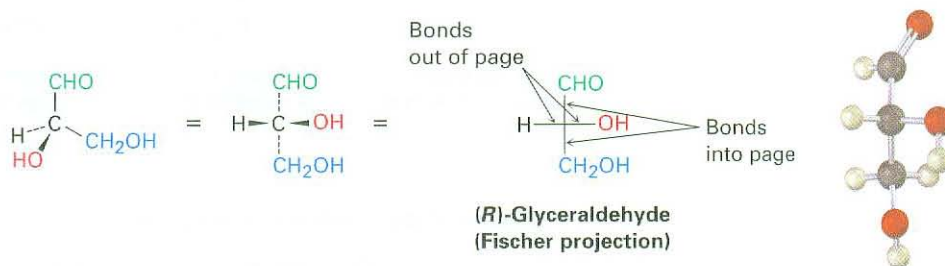 Bonds
out of page
CHO
H
C
CH₂OH
HO
=
CHO
H C OH
CH₂OH
=
CHO
H OH
CH₂OH
Bonds
into page
(R)-Glyceraldehyde
(Fischer projection)